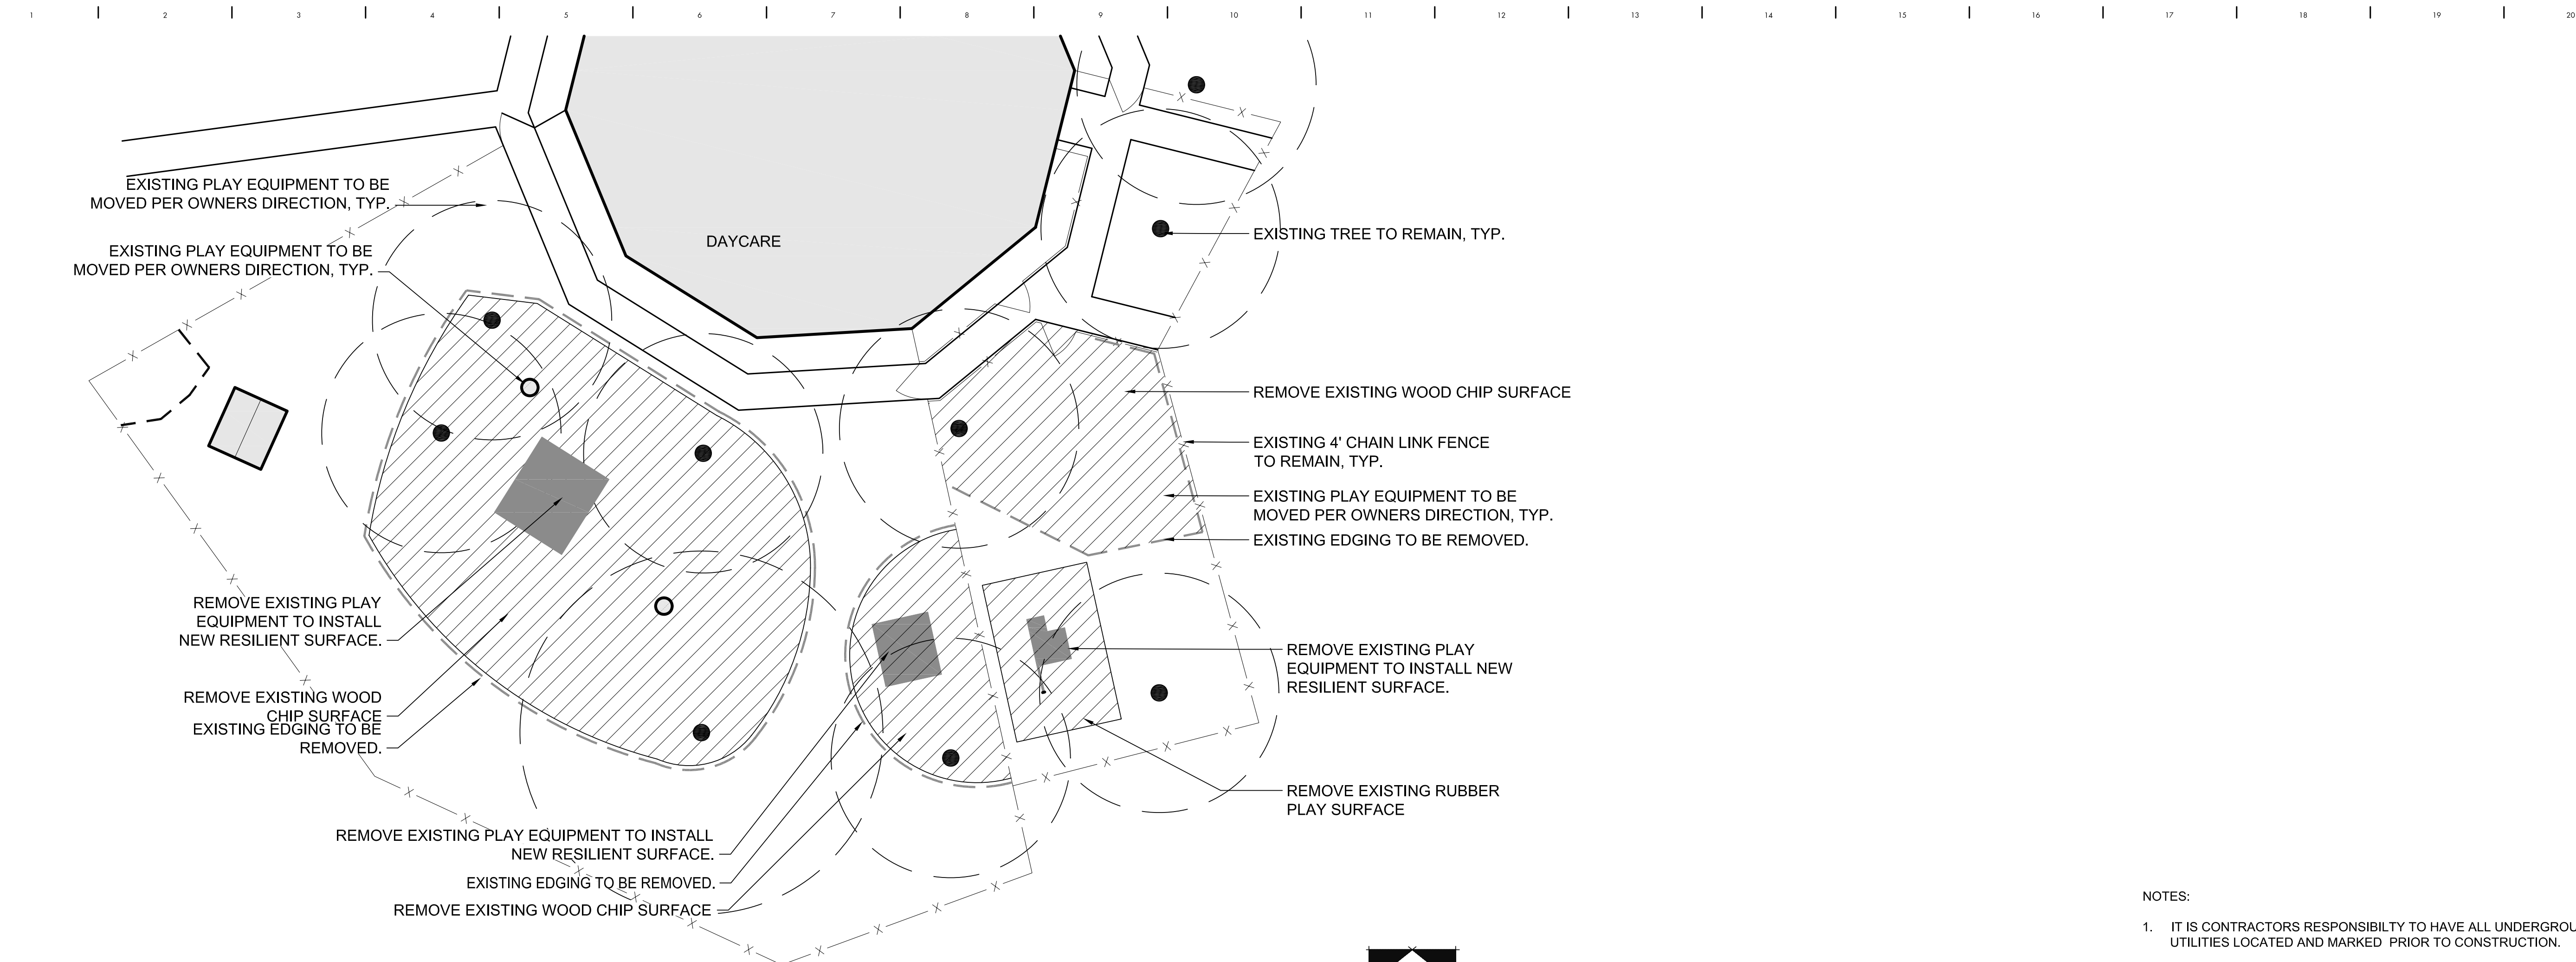 1 2 3 4 5 6 7 8 9 10 11 12 13 14 15 16 17 18 19 20
EXISTING PLAY EQUIPMENT TO BE
MOVED PER OWNERS DIRECTION, TYP.
EXISTING PLAY EQUIPMENT TO BE
MOVED PER OWNERS DIRECTION, TYP.
DAYCARE
EXISTING TREE TO REMAIN, TYP.
REMOVE EXISTING WOOD CHIP SURFACE
EXISTING 4' CHAIN LINK FENCE
TO REMAIN, TYP.
EXISTING PLAY EQUIPMENT TO BE
MOVED PER OWNERS DIRECTION, TYP.
EXISTING EDGING TO BE REMOVED.
REMOVE EXISTING PLAY
EQUIPMENT TO INSTALL
NEW RESILIENT SURFACE.
REMOVE EXISTING PLAY
EQUIPMENT TO INSTALL NEW
RESILIENT SURFACE.
REMOVE EXISTING WOOD
CHIP SURFACE
EXISTING EDGING TO BE
REMOVED.
REMOVE EXISTING RUBBER
PLAY SURFACE
REMOVE EXISTING PLAY EQUIPMENT TO INSTALL
NEW RESILIENT SURFACE.
EXISTING EDGING TO BE REMOVED.
REMOVE EXISTING WOOD CHIP SURFACE
NOTES:
1. IT IS CONTRACTORS RESPONSIBILTY TO HAVE ALL UNDERGROU
UTILITIES LOCATED AND MARKED PRIOR TO CONSTRUCTION.